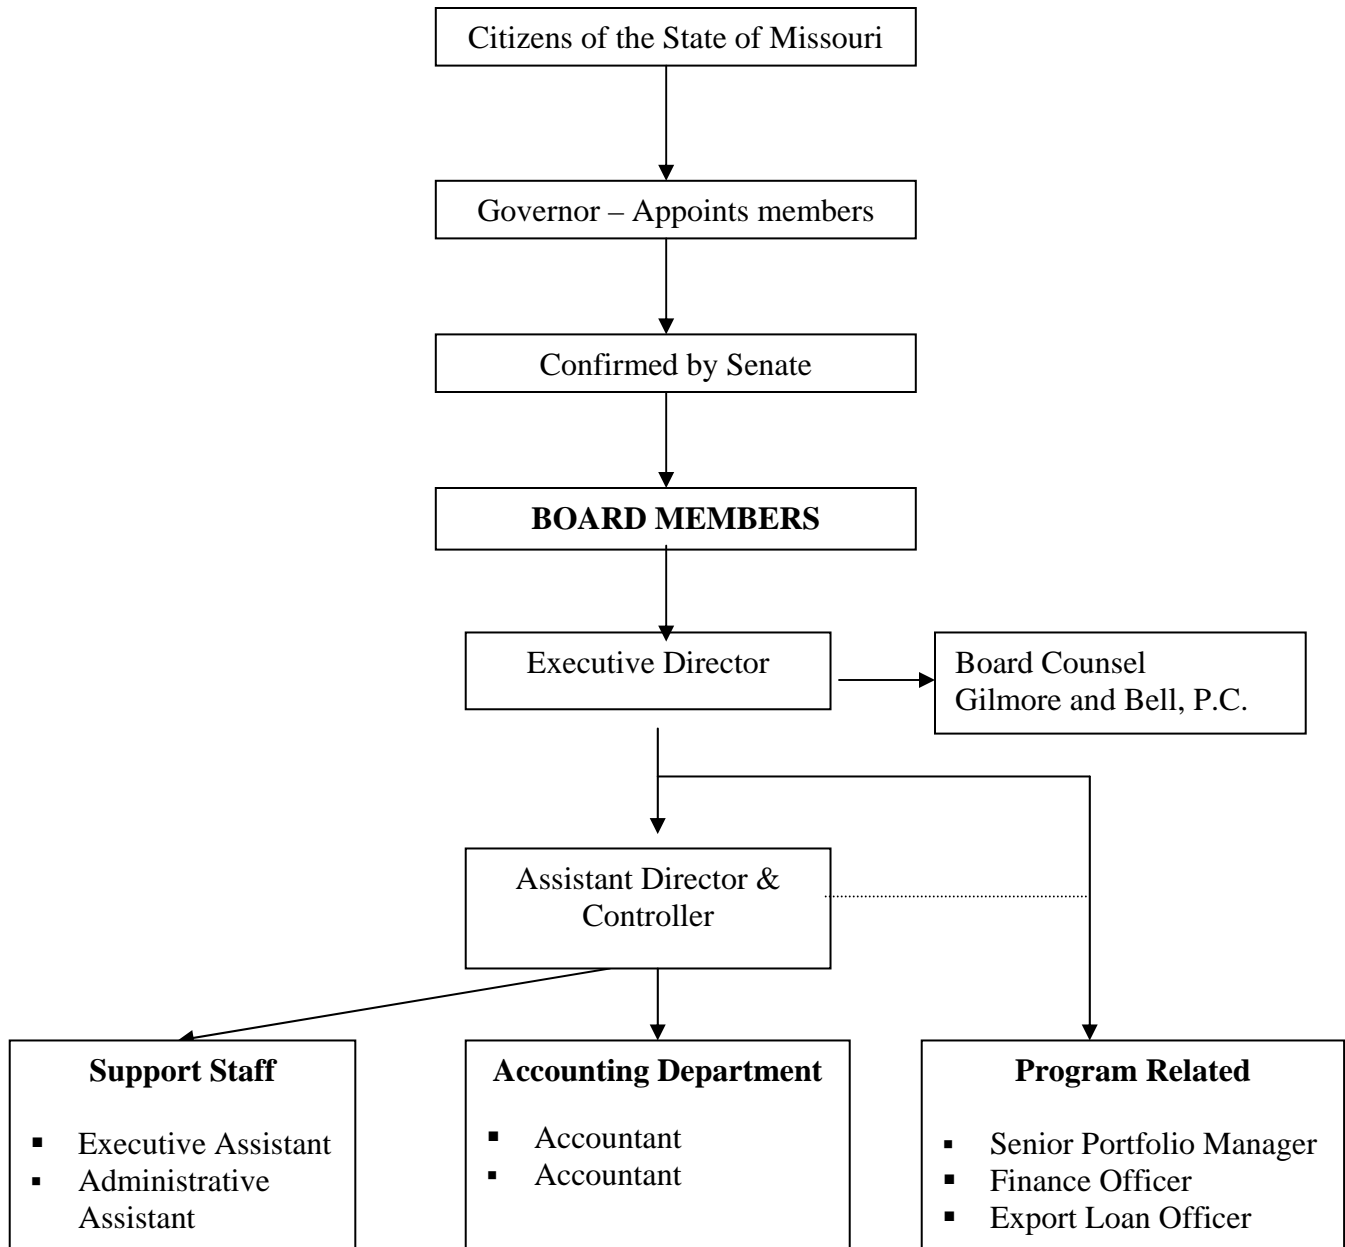 Citizens of the State of Missouri
Governor – Appoints members
Confirmed by Senate
BOARD MEMBERS
Executive Director
Board Counsel
Gilmore and Bell, P.C.
Assistant Director &
Controller
Support Staff
▪ Executive Assistant
▪ Administrative
Assistant
Accounting Department
▪ Accountant
▪ Accountant
Program Related
▪ Senior Portfolio Manager
▪ Finance Officer
▪ Export Loan Officer